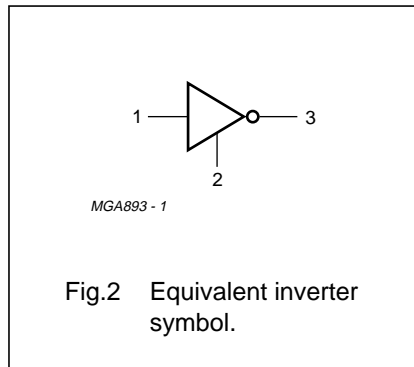 1
3
2
MGA893 - 1
Fig.2 Equivalent inverter
symbol.